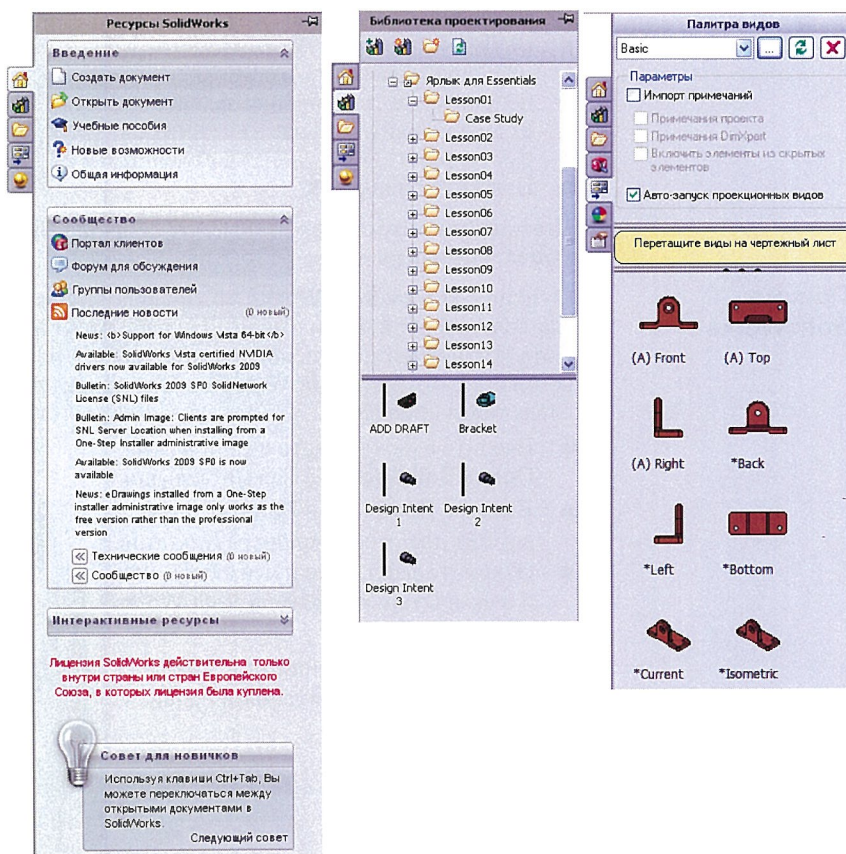 Ресурсы SolidWorks
Введение
Создать документ
Открыть документ
Учебные пособия
Новые возможности
Общая информация
Сообщество
Портал клиентов
Форум для обсуждения
Группы пользователей
Последние новости (0 новый)
News: <b>Support for Windows Vista 64-bit</b>
Available: SolidWorks Vista certified NVIDIA
drivers now available for SolidWorks 2009
Bulletin: SolidWorks 2009 SP0 SolidNetwork
License (SNL) files
Bulletin: Admin Image: Clients are prompted for
SNL Server Location when installing from a
One-Step Installer administrative image
Available: SolidWorks 2009 SP0 is now
available
News: eDrawings installed from a One-Step
installer administrative image only works as the
free version rather than the professional
version
Технические сообщения (0 новый)
Сообщество (0 новый)
Интерактивные ресурсы
Лицензия SolidWorks действительна только
внутри страны или стран Европейского
Союза, в которых лицензия была куплена.
Совет для новичков
Используя клавиши Ctrl+Tab, Вы
можете переключаться между
открытыми документами в
SolidWorks.
Следующий совет
Библиотека проектирования
Ярлык для Essentials
Lesson01
Case Study
Lesson02
Lesson03
Lesson04
Lesson05
Lesson06
Lesson07
Lesson08
Lesson09
Lesson10
Lesson11
Lesson12
Lesson13
Lesson14
ADD DRAFT Bracket
Design Intent Design Intent
1 2
Design Intent
3
Палитра видов
Basic ...
Параметры
Импорт примечаний
Примечания проекта
Примечания DimXpert
Включить элементы из скрытых
элементов
Авто-запуск проекционных видов
Перетащите виды на чертежный лист
(A) Front (A) Top
(A) Right *Back
*Left *Bottom
*Current *Isometric